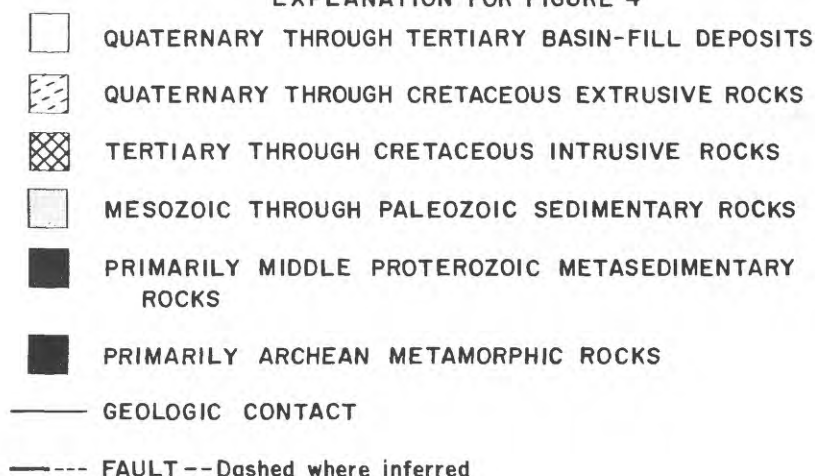 EXPLANATION FOR FIGURE 4
QUATERNARY THROUGH TERTIARY BASIN-FILL DEPOSITS
QUATERNARY THROUGH CRETACEOUS EXTRUSIVE ROCKS
TERTIARY THROUGH CRETACEOUS INTRUSIVE ROCKS
MESOZOIC THROUGH PALEOZOIC SEDIMENTARY ROCKS
PRIMARILY MIDDLE PROTEROZOIC METASEDIMENTARY
ROCKS
PRIMARILY ARCHEAN METAMORPHIC ROCKS
GEOLOGIC CONTACT
FAULT--Dashed where inferred